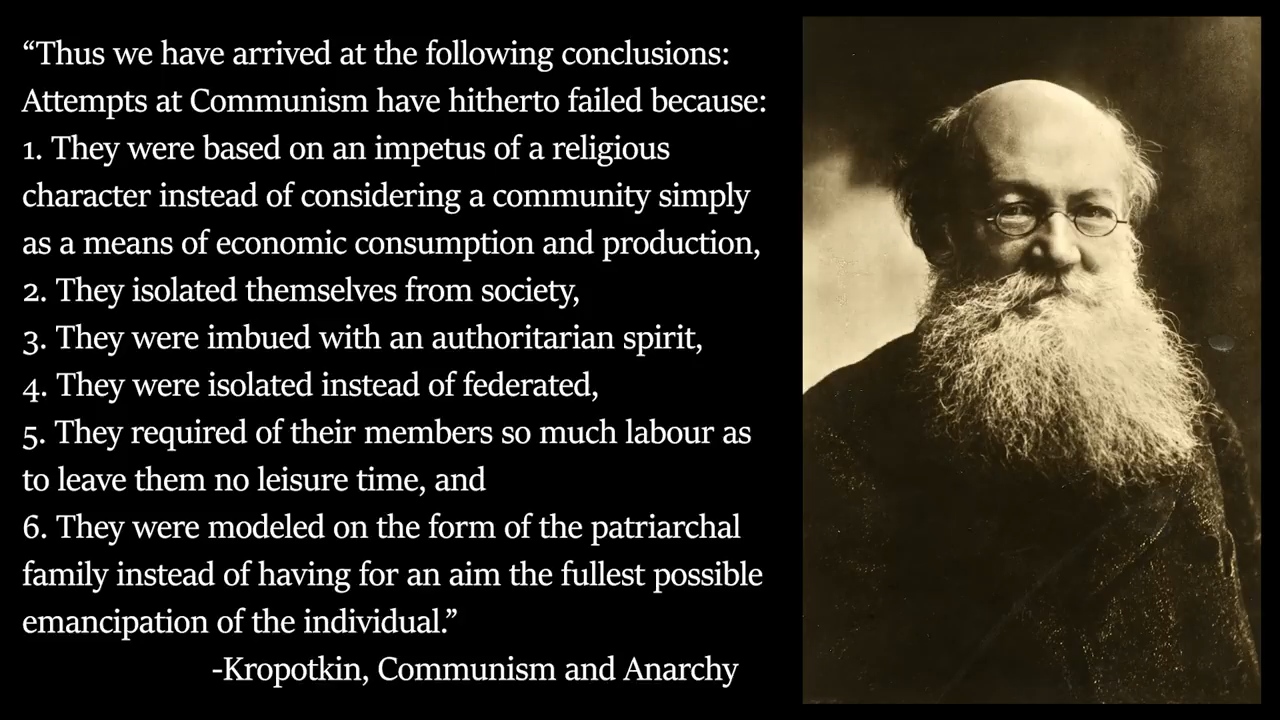 “Thus we have arrived at the following conclusions:
Attempts at Communism have hitherto failed because:
1. They were based on an impetus of a religious
character instead of considering a community simply
as a means of economic consumption and production,
2. They isolated themselves from society,
3. They were imbued with an authoritarian spirit,
4. They were isolated instead of federated,
5. They required of their members so much labour as
to leave them no leisure time, and
6. They were modeled on the form of the patriarchal
family instead of having for an aim the fullest possible
emancipation of the individual.”
-Kropotkin, Communism and Anarchy